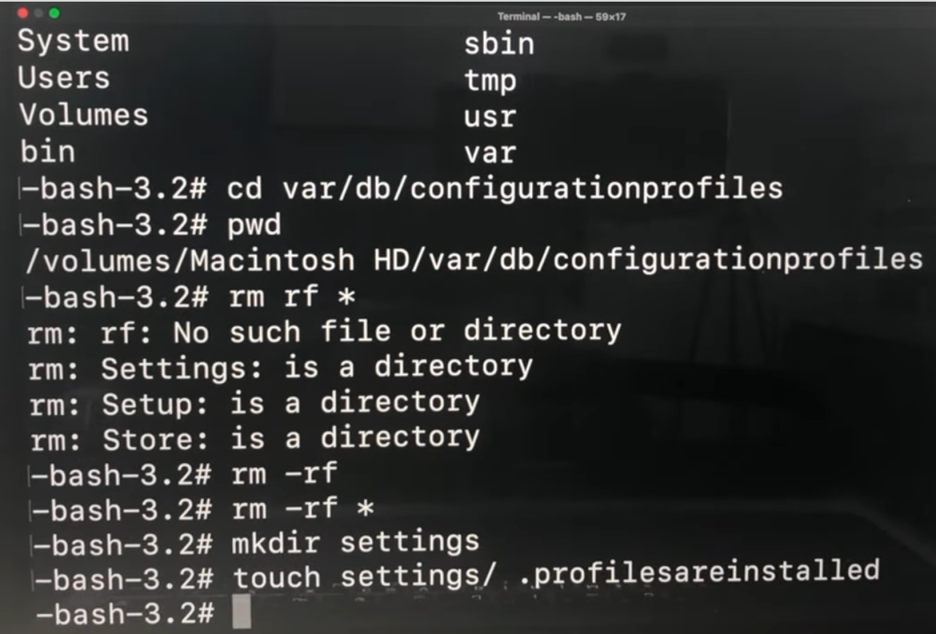 Terminal — -bash — 59×17
System sbin
Users tmp
Volumes usr
bin var
-bash-3.2# cd var/db/configurationprofiles
-bash-3.2# pwd
/volumes/Macintosh HD/var/db/configurationprofiles
-bash-3.2# rm rf *
rm: rf: No such file or directory
rm: Settings: is a directory
rm: Setup: is a directory
rm: Store: is a directory
-bash-3.2# rm -rf
-bash-3.2# rm -rf *
-bash-3.2# mkdir settings
-bash-3.2# touch settings/ .profilesareinstalled
-bash-3.2#